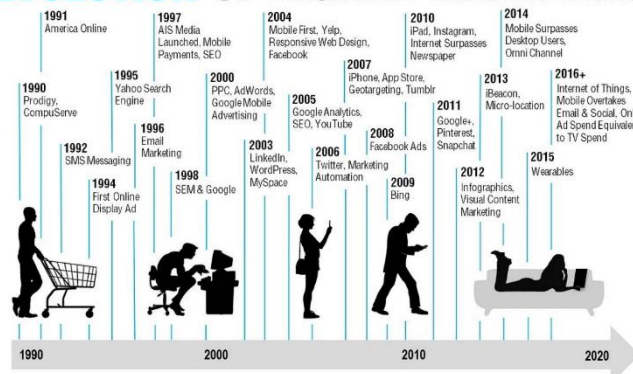 1991
America Online
1997
AIS Media
Launched, Mobile
Payments, SEO
2004
Mobile First, Yelp,
Responsive Web Design,
Facebook
2010
iPad, Instagram,
Internet Surpasses
Newspaper
2014
Mobile Surpasses
Desktop Users,
Omni Channel
1990
Prodigy,
CompuServe
1995
Yahoo Search
Engine
2000
PPC, AdWords,
Google Mobile
Advertising
2007
iPhone, App Store,
Geotargeting, Tumblr
2013
iBeacon,
Micro-location
2016+
Internet of Things,
Mobile Overtakes
Email & Social, Onl
Ad Spend Equivale
to TV Spend
1992
SMS Messaging
1996
Email
Marketing
2005
Google Analytics,
SEO, YouTube
2011
Google+,
Pinterest,
Snapchat
1994
First Online
Display Ad
1998
SEM & Google
2003
LinkedIn,
WordPress,
MySpace
2006
Twitter, Marketing
Automation
2008
Facebook Ads
2009
Bing
2012
Infographics,
Visual Content
Marketing
2015
Wearables
1990
2000
2010
2020